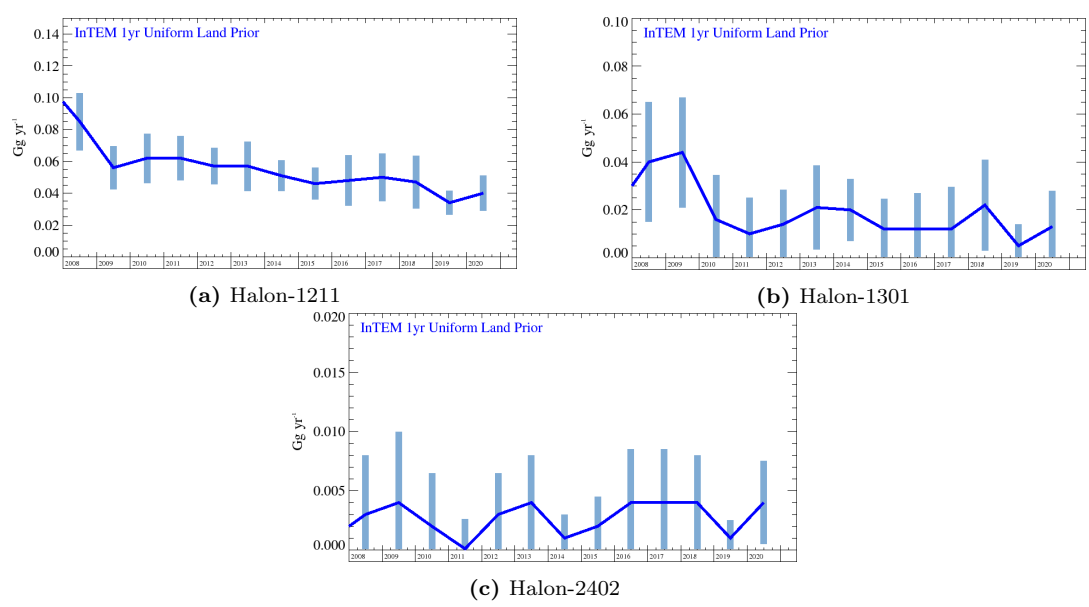 InTEM 1yr Uniform Land Prior
Gg yr⁻¹
0.14
0.12
0.10
0.08
0.06
0.04
0.02
0.00
2008 2009 2010 2011 2012 2013 2014 2015 2016 2017 2018 2019 2020
(a) Halon-1211
InTEM 1yr Uniform Land Prior
Gg yr⁻¹
0.10
0.08
0.06
0.04
0.02
0.00
2008 2009 2010 2011 2012 2013 2014 2015 2016 2017 2018 2019 2020
(b) Halon-1301
InTEM 1yr Uniform Land Prior
Gg yr⁻¹
0.020
0.015
0.010
0.005
0.000
2008 2009 2010 2011 2012 2013 2014 2015 2016 2017 2018 2019 2020
(c) Halon-2402